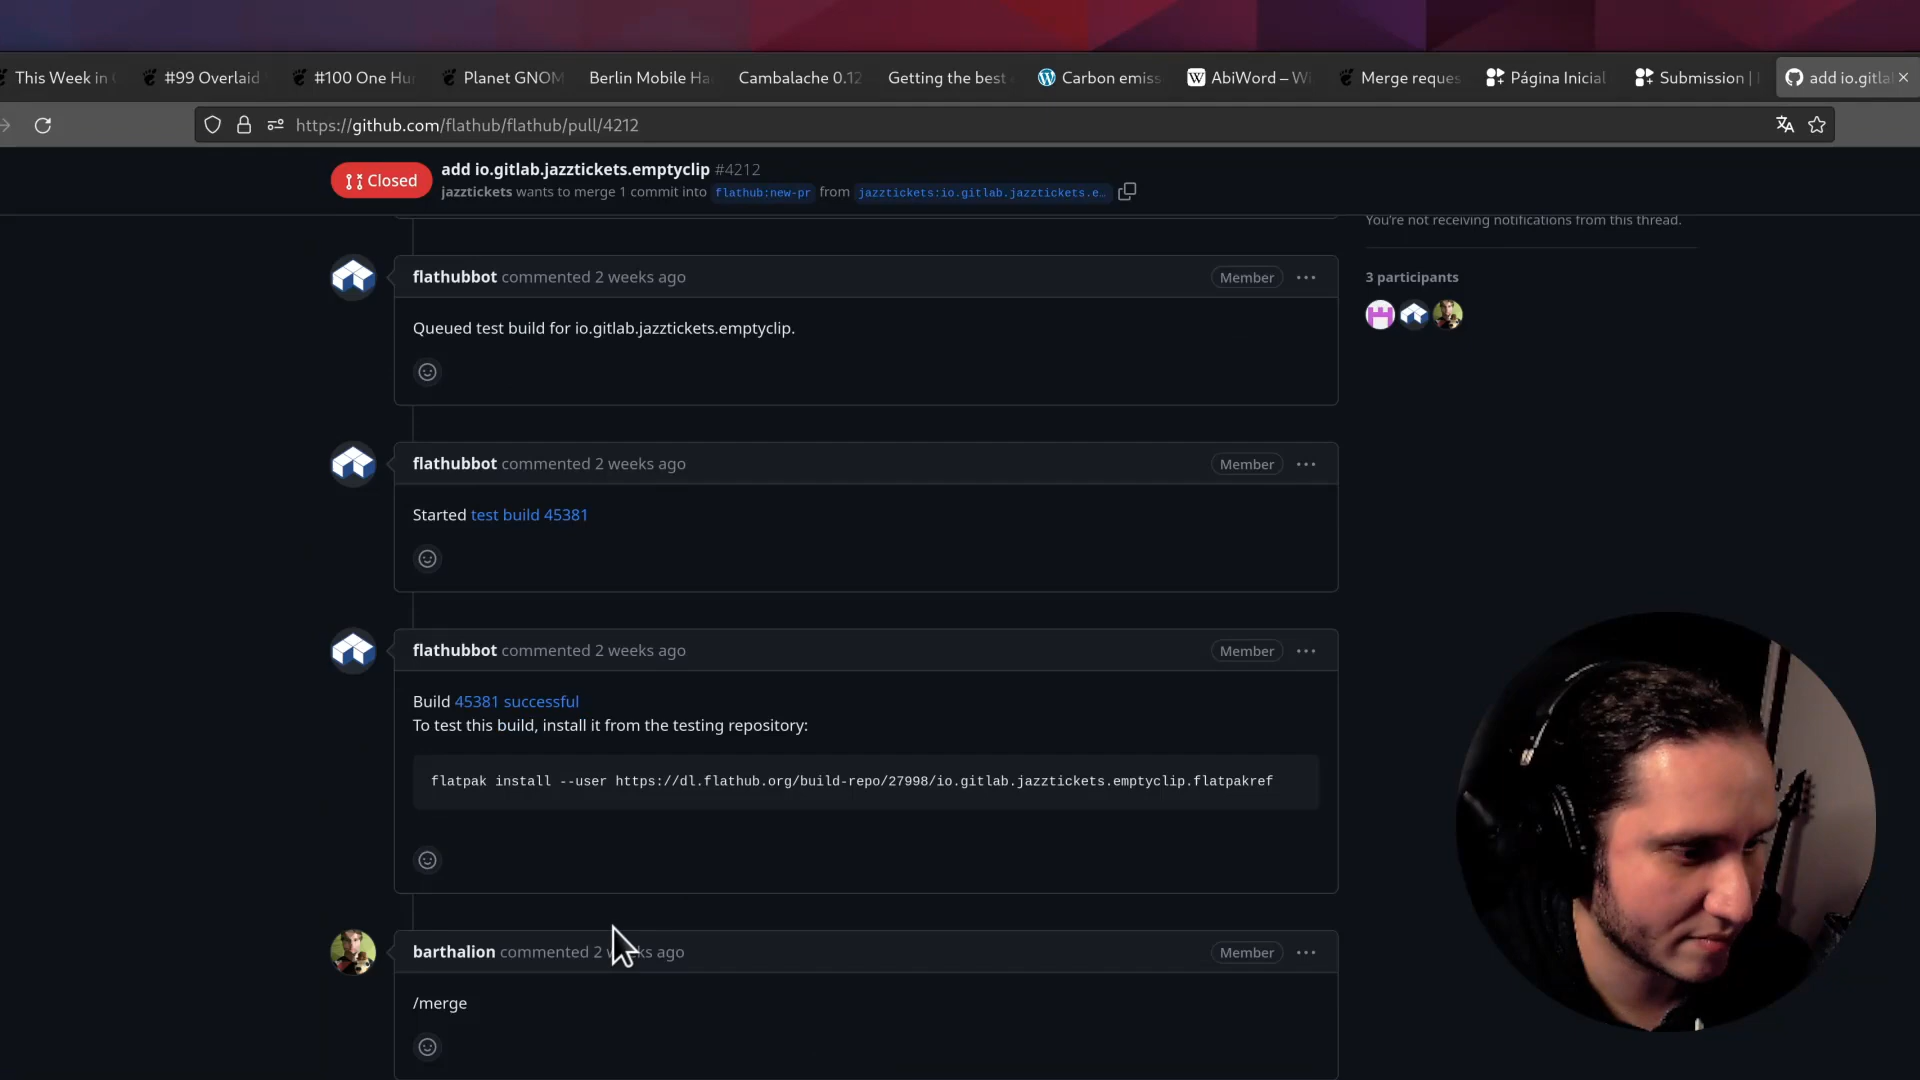 This Week in
#99 Overlaid
#100 One Hu
Planet GNOM
Berlin Mobile Ha
Cambalache 0.12
Getting the best
Carbon emiss
AbiWord – Wi
Merge reques
Página Inicial
Submission |
add io.gitla
https://github.com/flathub/flathub/pull/4212
Closed
add io.gitlab.jazztickets.emptyclip #4212
jazztickets wants to merge 1 commit into flathub:new-pr from jazztickets:io.gitlab.jazztickets.e…
You're not receiving notifications from this thread.
flathubbot commented 2 weeks ago
Member
3 participants
Queued test build for io.gitlab.jazztickets.emptyclip.
flathubbot commented 2 weeks ago
Member
Started test build 45381
flathubbot commented 2 weeks ago
Member
Build 45381 successful
To test this build, install it from the testing repository:
flatpak install --user https://dl.flathub.org/build-repo/27998/io.gitlab.jazztickets.emptyclip.flatpakref
barthalion commented 2 weeks ago
Member
/merge